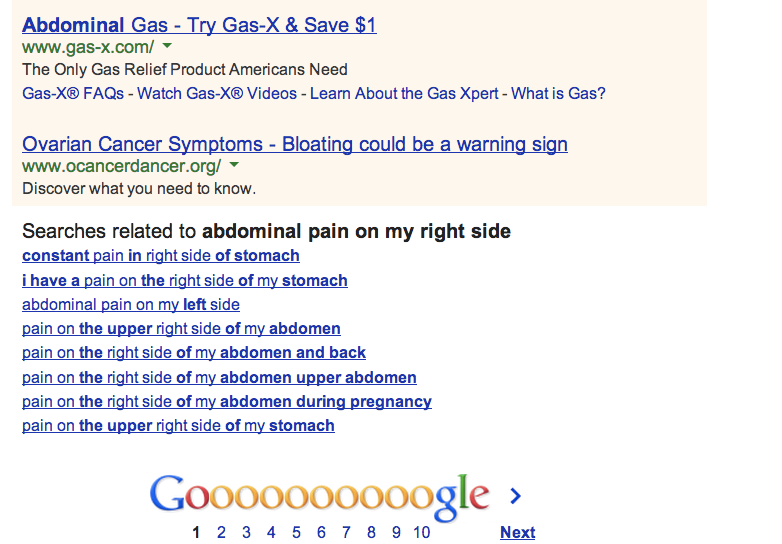 Abdominal Gas - Try Gas-X & Save $1
www.gas-x.com/
The Only Gas Relief Product Americans Need
Gas-X® FAQs - Watch Gas-X® Videos - Learn About the Gas Xpert - What is Gas?
Ovarian Cancer Symptoms - Bloating could be a warning sign
www.ocancerdancer.org/
Discover what you need to know.
Searches related to abdominal pain on my right side
constant pain in right side of stomach
i have a pain on the right side of my stomach
abdominal pain on my left side
pain on the upper right side of my abdomen
pain on the right side of my abdomen and back
pain on the right side of my abdomen upper abdomen
pain on the right side of my abdomen during pregnancy
pain on the upper right side of my stomach
Goooooooooogle >
1 2 3 4 5 6 7 8 9 10 Next